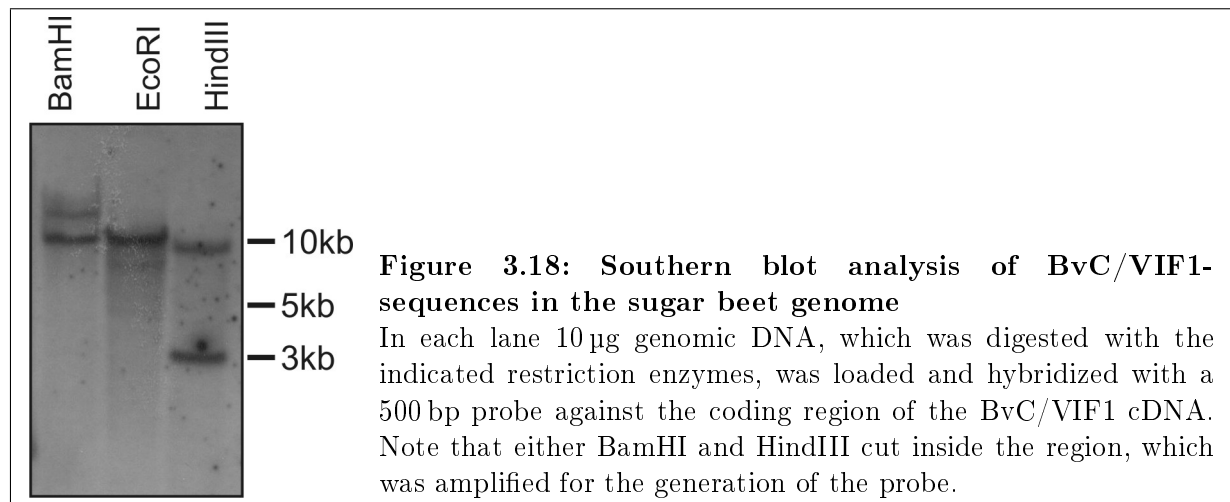 BamHI
EcoRI
HindIII
10kb
5kb
3kb
Figure 3.18: Southern blot analysis of BvC/VIF1-
sequences in the sugar beet genome
In each lane 10 µg genomic DNA, which was digested with the
indicated restriction enzymes, was loaded and hybridized with a
500 bp probe against the coding region of the BvC/VIF1 cDNA.
Note that either BamHI and HindIII cut inside the region, which
was amplified for the generation of the probe.